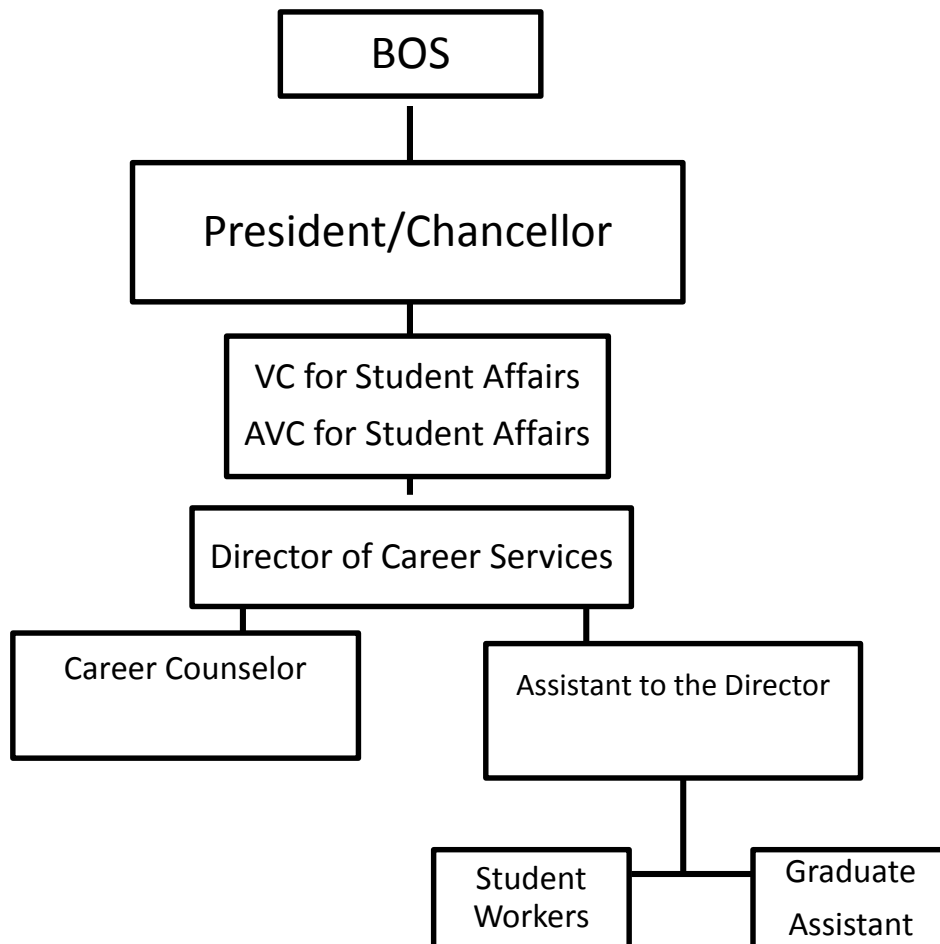 BOS
President/Chancellor
VC for Student Affairs
AVC for Student Affairs
Director of Career Services
Career Counselor
Assistant to the Director
Student
Workers
Graduate
Assistant